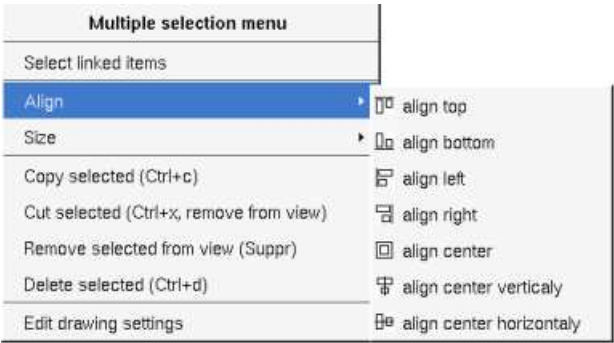 Multiple selection menu
Select linked items
Align
Size
Copy selected (Ctrl+c)
Cut selected (Ctrl+x, remove from view)
Remove selected from view (Suppr)
Delete selected (Ctrl+d)
Edit drawing settings
align top
align bottom
align left
align right
align center
align center verticaly
align center horizontaly